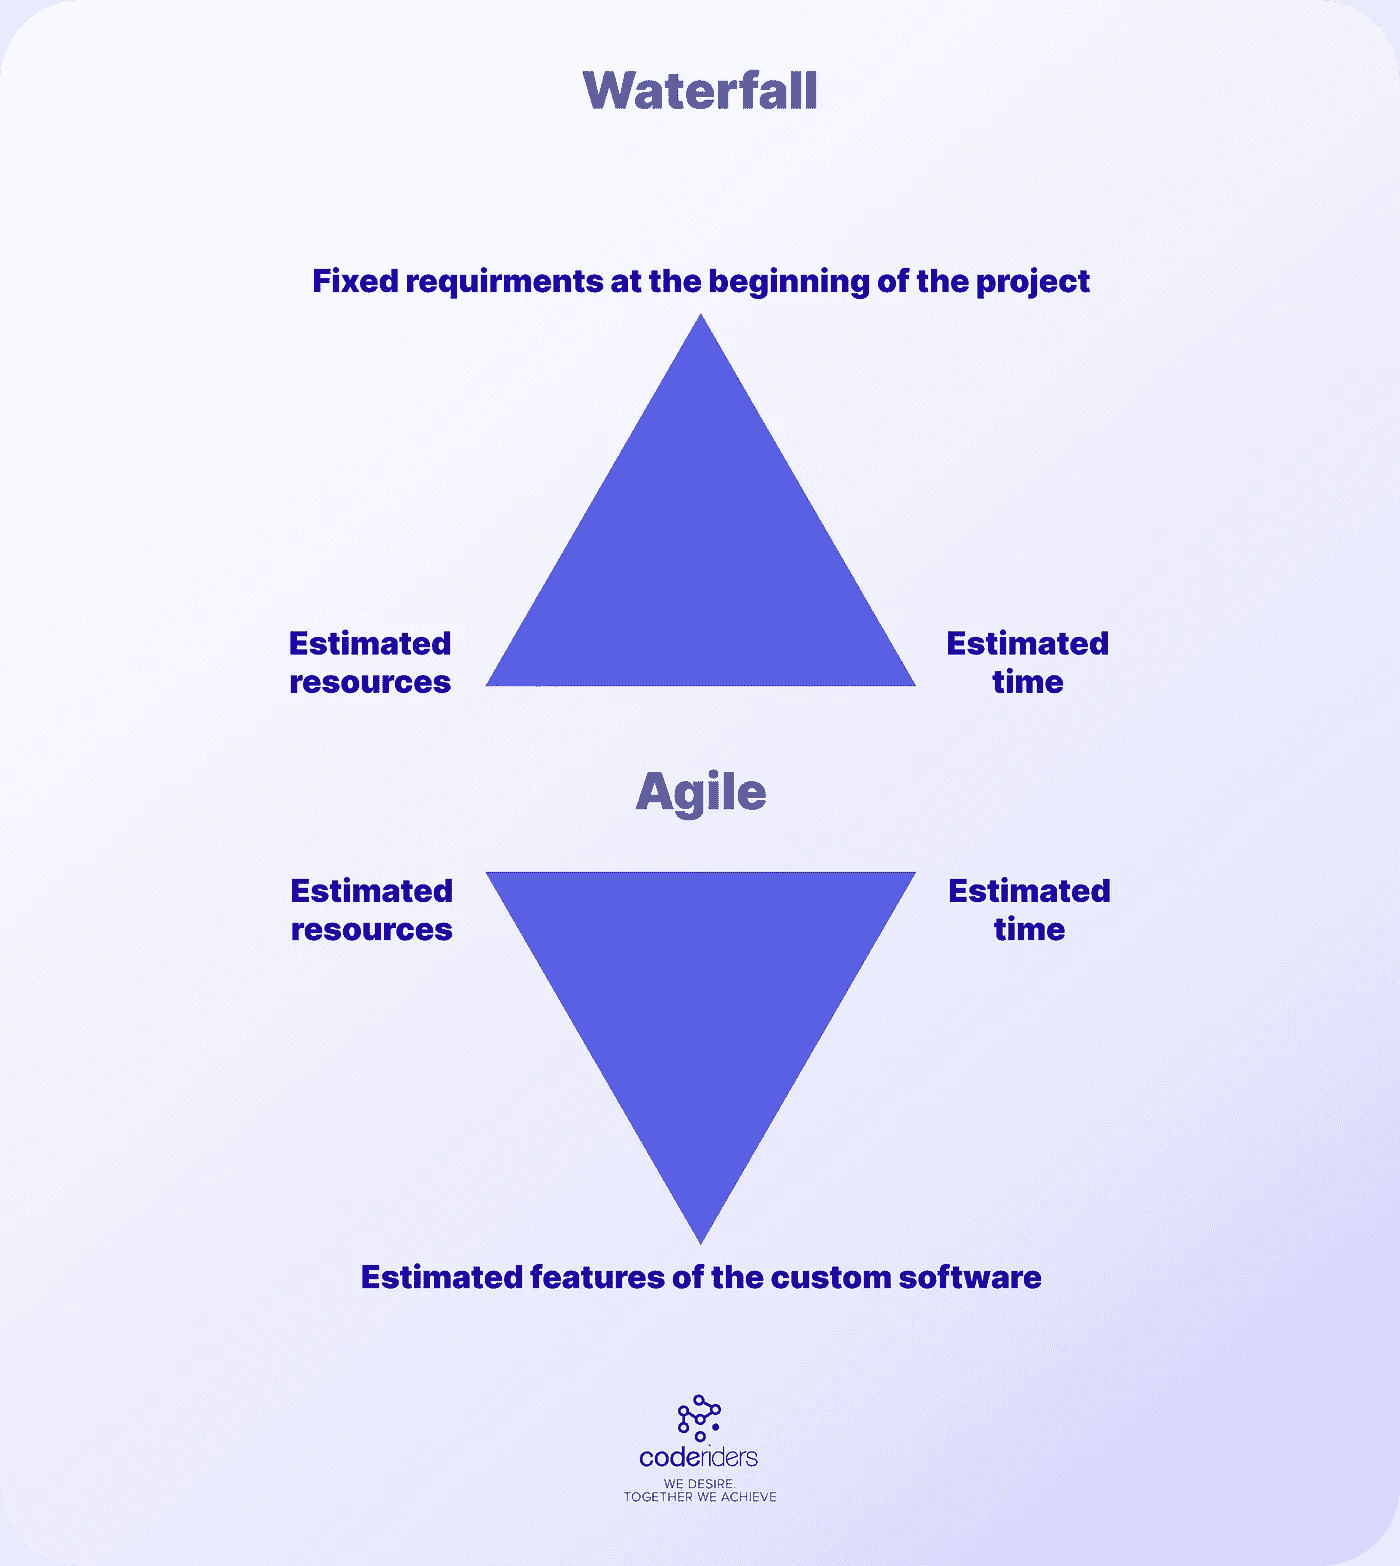 Waterfall
Fixed requirments at the beginning of the project
Estimated
resources
Estimated
time
Agile
Estimated
resources
Estimated
time
Estimated features of the custom software
coderiders
WE DESIRE.
TOGETHER WE ACHIEVE